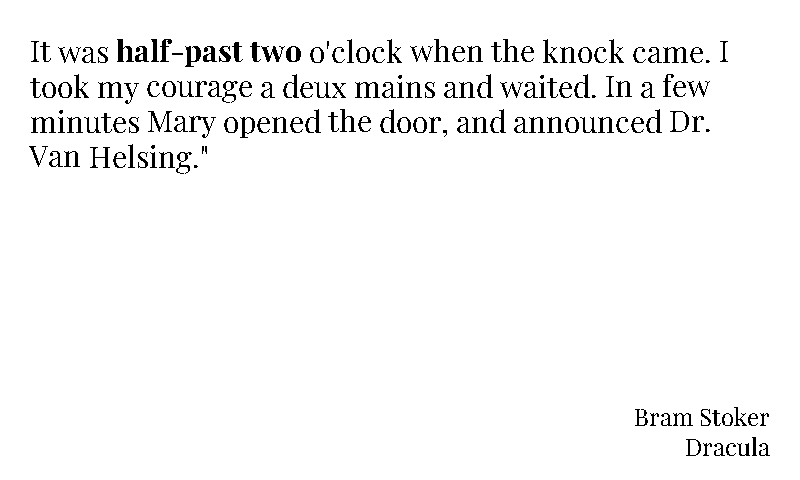 It was half-past two o'clock when the knock came. I
took my courage a deux mains and waited. In a few
minutes Mary opened the door, and announced Dr.
Van Helsing."
Bram Stoker
Dracula